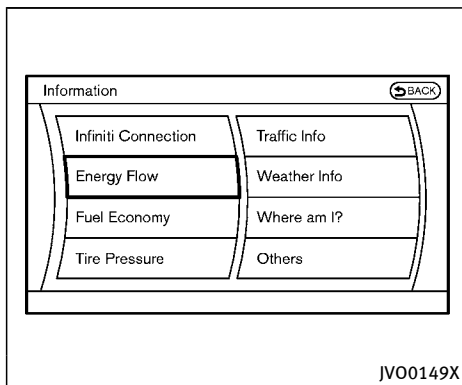 Information
BACK
Infiniti Connection
Energy Flow
Fuel Economy
Tire Pressure
Traffic Info
Weather Info
Where am I?
Others
JVO0149X